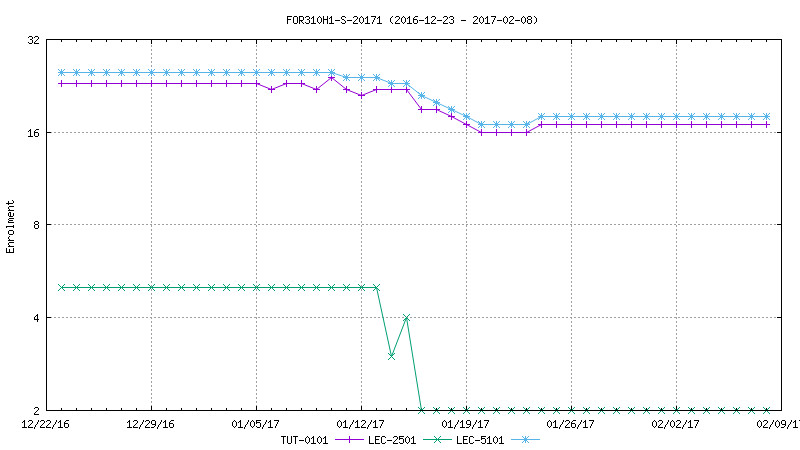 FOR310H1-S-20171 (2016-12-23 - 2017-02-08)
32
16
8
4
2
Enrolment
12/22/16 12/29/16 01/05/17 01/12/17 01/19/17 01/26/17 02/02/17 02/09/17
TUT-0101 LEC-2501 LEC-5101